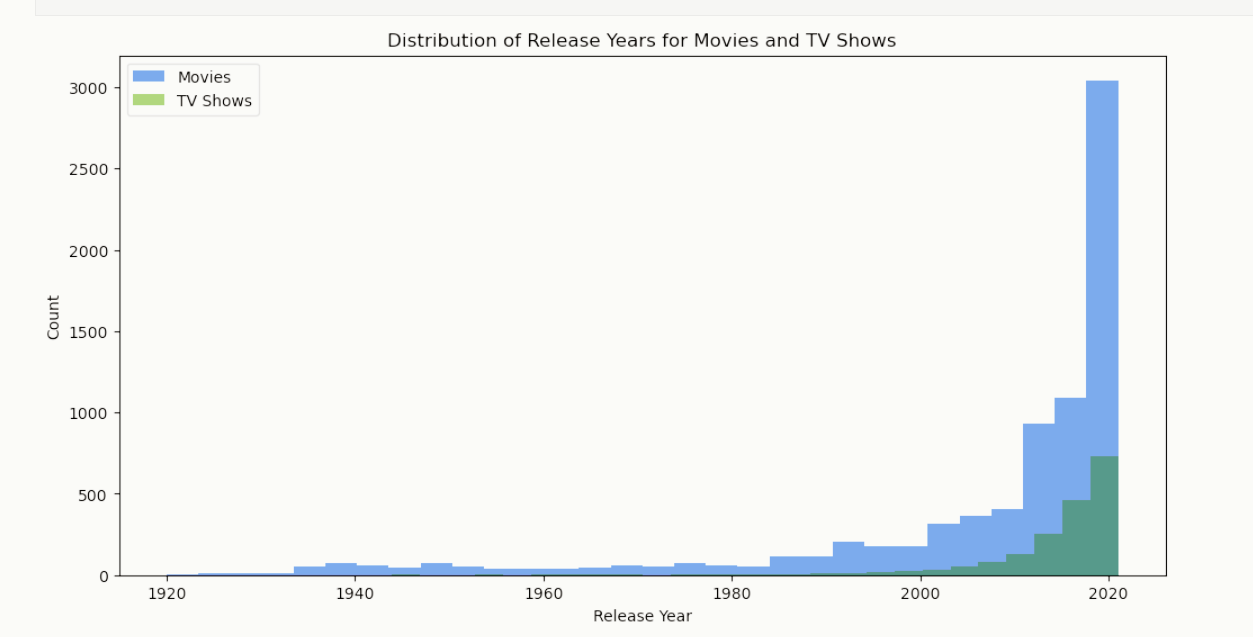 Distribution of Release Years for Movies and TV Shows
Movies
TV Shows
3000
2500
2000
1500
1000
500
0
Count
1920 1940 1960 1980 2000 2020
Release Year